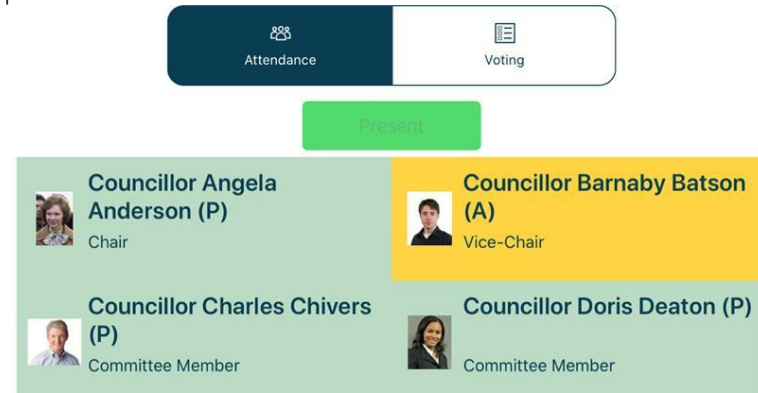 Attendance
Voting
Present
Councillor Angela
Anderson (P)
Chair
Councillor Barnaby Batson
(A)
Vice-Chair
Councillor Charles Chivers
(P)
Committee Member
Councillor Doris Deaton (P)
Committee Member